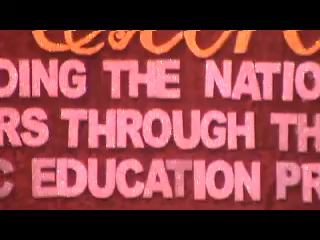 DING THE NATIO
RS THROUGH TH
C EDUCATION PR